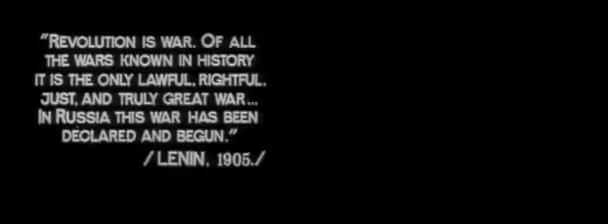 "REVOLUTION IS WAR. OF ALL
THE WARS KNOWN IN HISTORY
IT IS THE ONLY LAWFUL, RIGHTFUL,
JUST, AND TRULY GREAT WAR...
IN RUSSIA THIS WAR HAS BEEN
DECLARED AND BEGUN."
/LENIN, 1905./